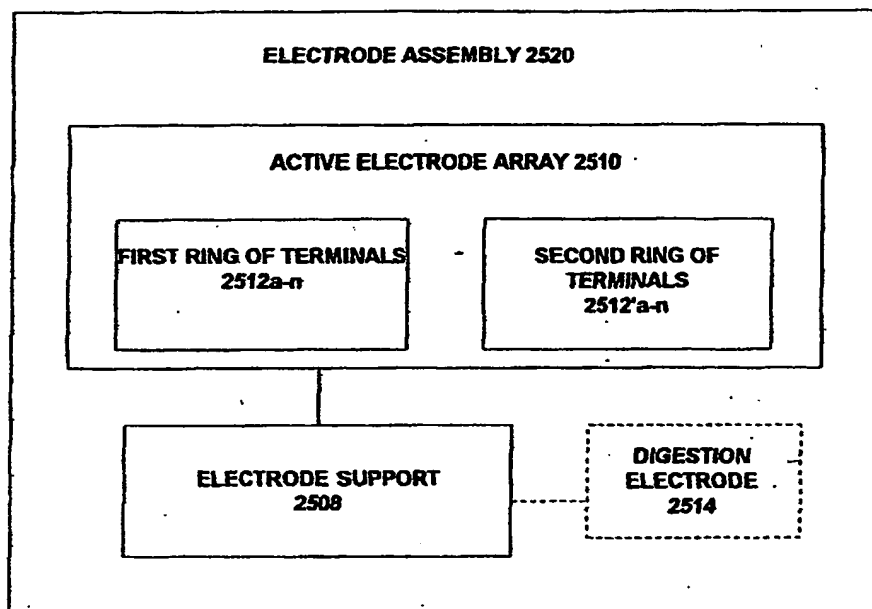 ELECTRODE ASSEMBLY 2520
ACTIVE ELECTRODE ARRAY 2510
FIRST RING OF TERMINALS
2512a-n
SECOND RING OF
TERMINALS
2512'a-n
ELECTRODE SUPPORT
2508
DIGESTION
ELECTRODE
2514